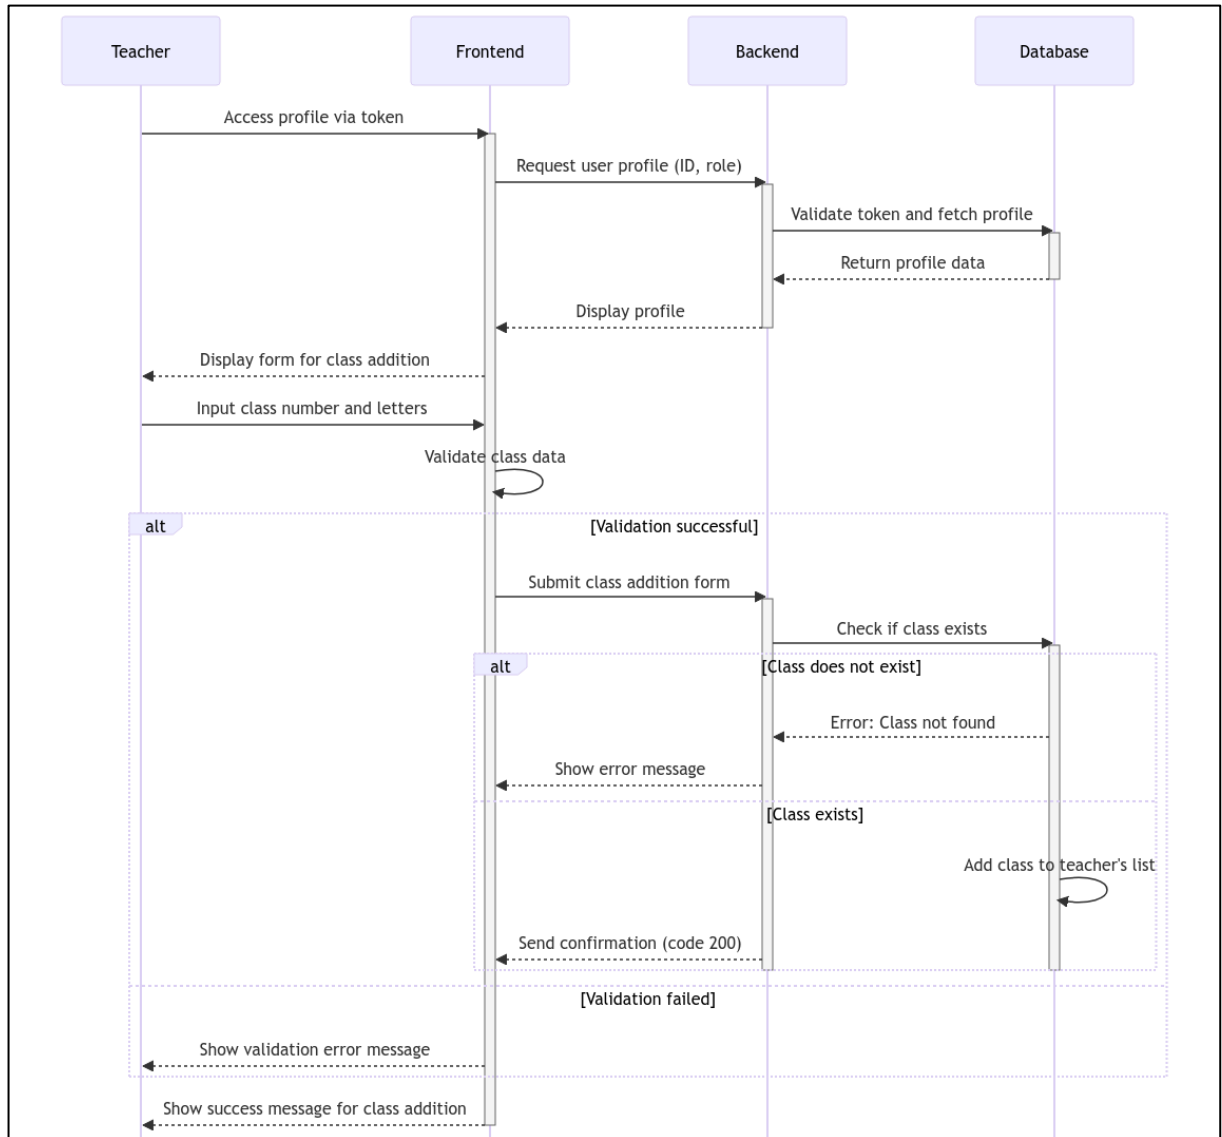 Teacher
Frontend
Backend
Database
Access profile via token
Request user profile (ID, role)
Validate token and fetch profile
Return profile data
Display profile
Display form for class addition
Input class number and letters
Validate class data
alt
[Validation successful]
Submit class addition form
Check if class exists
alt
[Class does not exist]
Error: Class not found
Show error message
[Class exists]
Add class to teacher's list
Send confirmation (code 200)
[Validation failed]
Show validation error message
Show success message for class addition